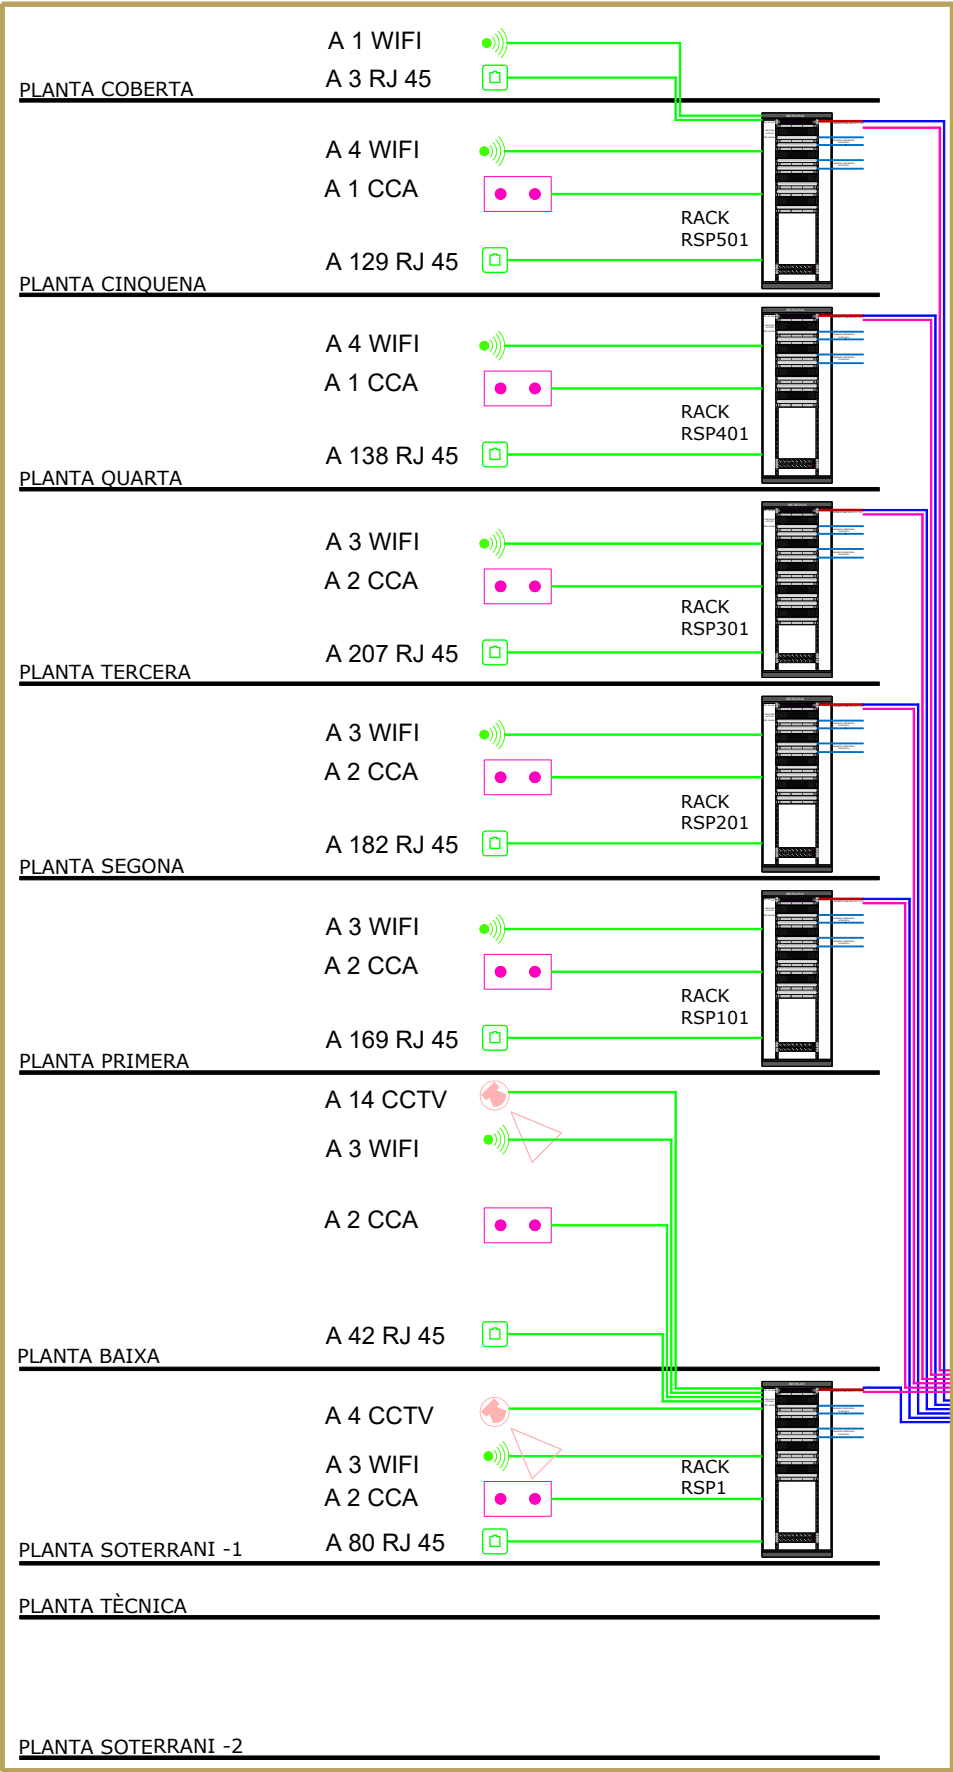 A 1 WIFI
A 3 RJ 45
PLANTA COBERTA
A 4 WIFI
A 1 CCA
RACK
RSP501
A 129 RJ 45
PLANTA CINQUENA
A 4 WIFI
A 1 CCA
RACK
RSP401
A 138 RJ 45
PLANTA QUARTA
A 3 WIFI
A 2 CCA
RACK
RSP301
A 207 RJ 45
PLANTA TERCERA
A 3 WIFI
A 2 CCA
RACK
RSP201
A 182 RJ 45
PLANTA SEGONA
A 3 WIFI
A 2 CCA
RACK
RSP101
A 169 RJ 45
PLANTA PRIMERA
A 14 CCTV
A 3 WIFI
A 2 CCA
A 42 RJ 45
PLANTA BAIXA
A 4 CCTV
A 3 WIFI
RACK
RSP1
A 2 CCA
A 80 RJ 45
PLANTA SOTERRANI -1
PLANTA TÈCNICA
PLANTA SOTERRANI -2